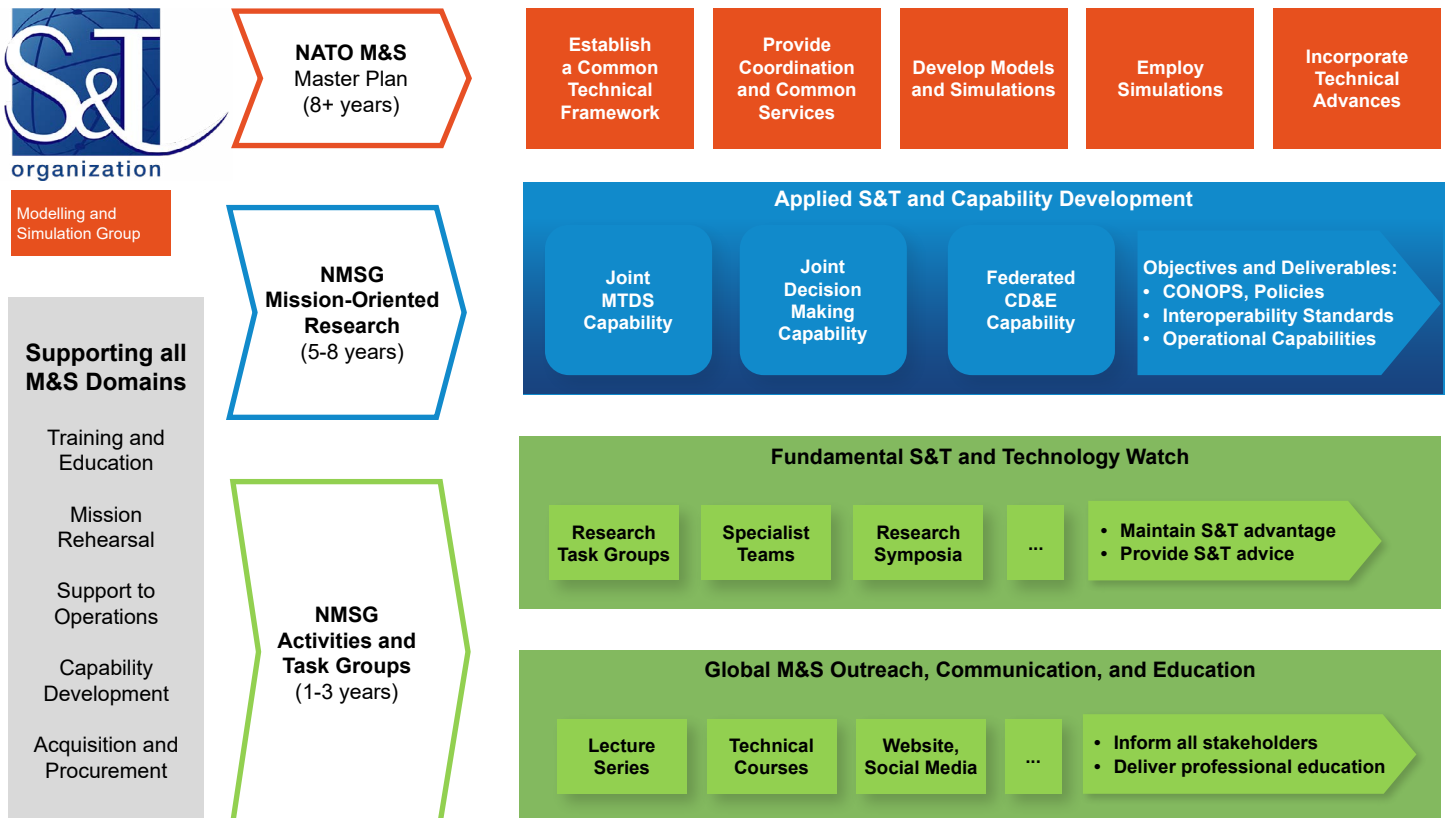 S&T
organization
Modelling and
Simulation Group
Supporting all
M&S Domains
Training and
Education
Mission
Rehearsal
Support to
Operations
Capability
Development
Acquisition and
Procurement
NATO M&S
Master Plan
(8+ years)
Establish
a Common
Technical
Framework
Provide
Coordination
and Common
Services
Develop Models
and Simulations
Employ
Simulations
Incorporate
Technical
Advances
NMSG
Mission-Oriented
Research
(5-8 years)
Applied S&T and Capability Development
Joint
MTDS
Capability
Joint
Decision
Making
Capability
Federated
CD&E
Capability
Objectives and Deliverables:
• CONOPS, Policies
• Interoperability Standards
• Operational Capabilities
NMSG
Activities and
Task Groups
(1-3 years)
Fundamental S&T and Technology Watch
Research
Task Groups
Specialist
Teams
Research
Symposia
...
• Maintain S&T advantage
• Provide S&T advice
Global M&S Outreach, Communication, and Education
Lecture
Series
Technical
Courses
Website,
Social Media
...
• Inform all stakeholders
• Deliver professional education